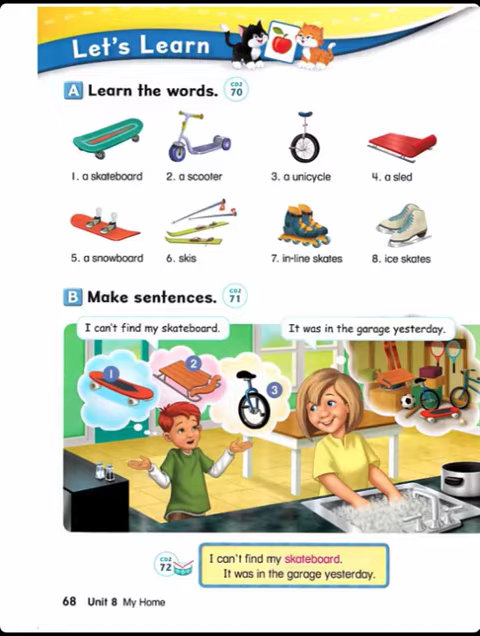 Let's Learn
A Learn the words. CD2 70
1. a skateboard 2. a scooter 3. a unicycle 4. a sled
5. a snowboard 6. skis 7. in-line skates 8. ice skates
B Make sentences. CD2 71
I can't find my skateboard. It was in the garage yesterday.
1 2 3
CD2 72
I can't find my skateboard.
It was in the garage yesterday.
68 Unit 8 My Home